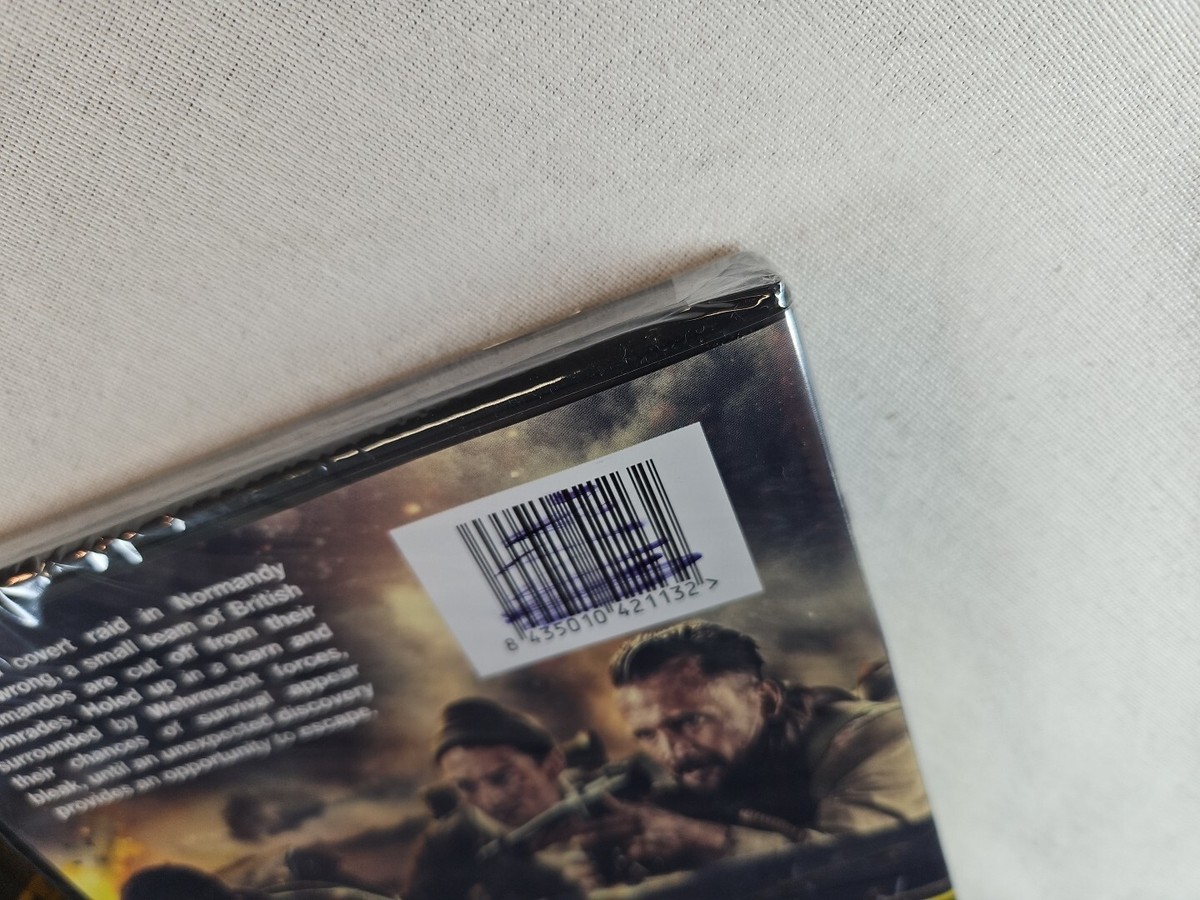 covert raid in Normandy
wrong, a small team of British
mandos are cut off from their
omrades. Holed up in a barn and
surrounded by Wehrmacht forces,
their chances of survival appear
bleak, until an unexpected discovery
provides an opportunity to escape.
8 435010 421132 >